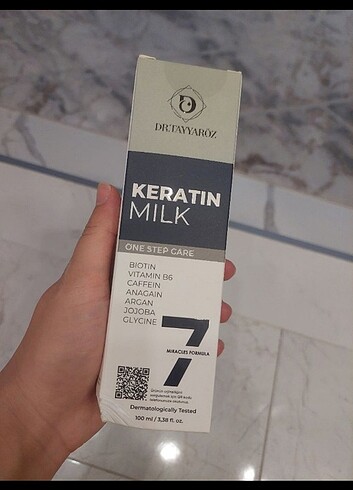 DR.TAYYARÖZ
KERATIN
MILK
ONE STEP CARE
BIOTIN
VITAMIN B6
CAFFEIN
ANAGAIN
ARGAN
JOJOBA
GLYCINE
7
MIRACLES FORMULA
Dermatologically Tested
100 ml / 3,38 fl. oz.